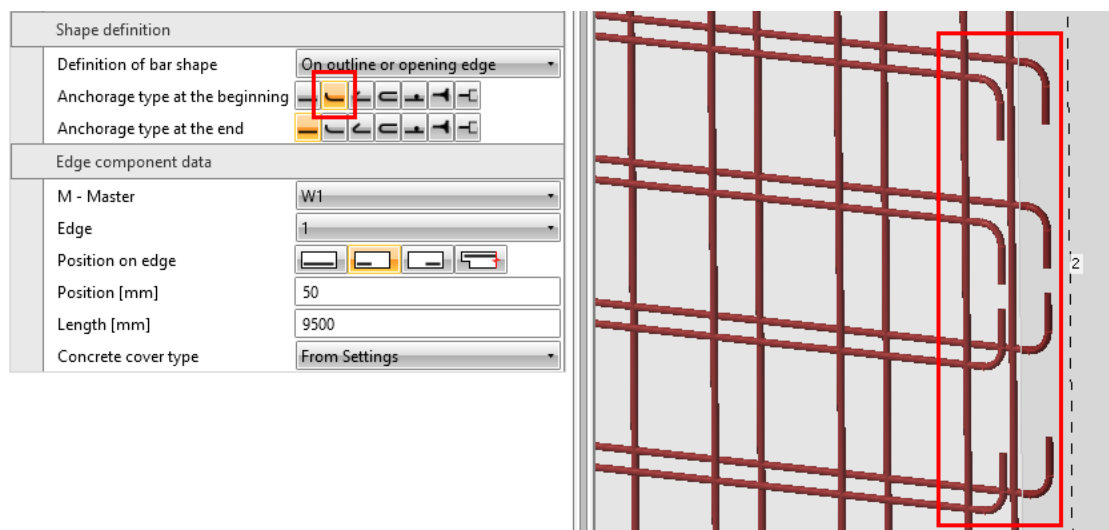 Shape definition
Definition of bar shape On outline or opening edge
Anchorage type at the beginning
Anchorage type at the end
Edge component data
M - Master W1
Edge 1
Position on edge
Position [mm] 50
Length [mm] 9500
Concrete cover type From Settings
2